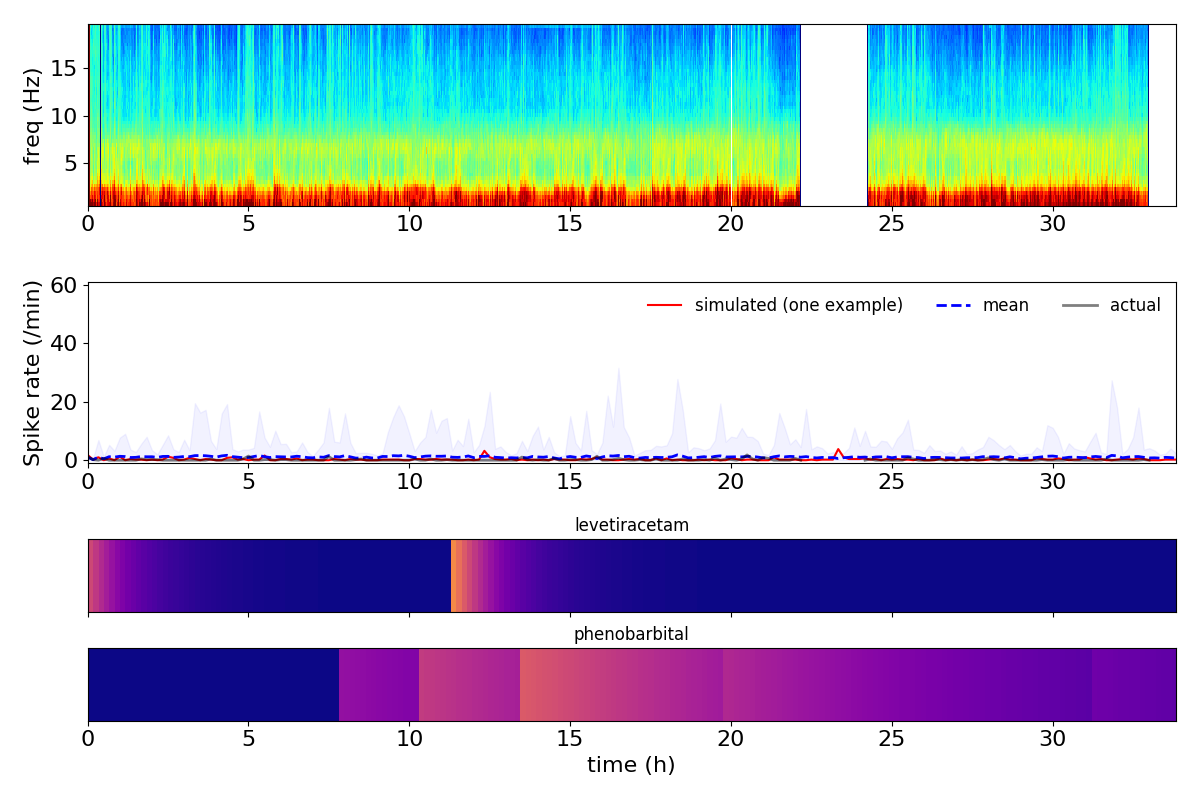 freq (Hz)
15
10
5
0 5 10 15 20 25 30
Spike rate (/min)
60
40
20
0
simulated (one example) mean actual
0 5 10 15 20 25 30
levetiracetam
phenobarbital
0 5 10 15 20 25 30
time (h)